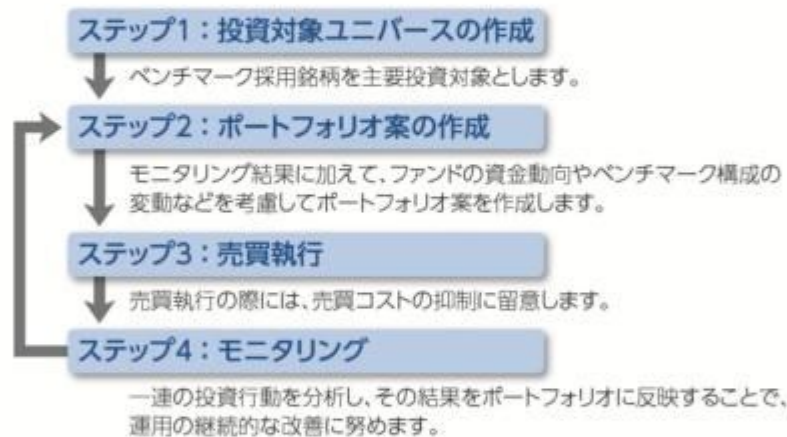 ステップ1：投資対象ユニバースの作成
ベンチマーク採用銘柄を主要投資対象とします。
ステップ2：ポートフォリオ案の作成
モニタリング結果に加えて、ファンドの資金動向やベンチマーク構成の
変動などを考慮してポートフォリオ案を作成します。
ステップ3：売買執行
売買執行の際には、売買コストの抑制に留意します。
ステップ4：モニタリング
一連の投資行動を分析し、その結果をポートフォリオに反映することで、
運用の継続的な改善に努めます。